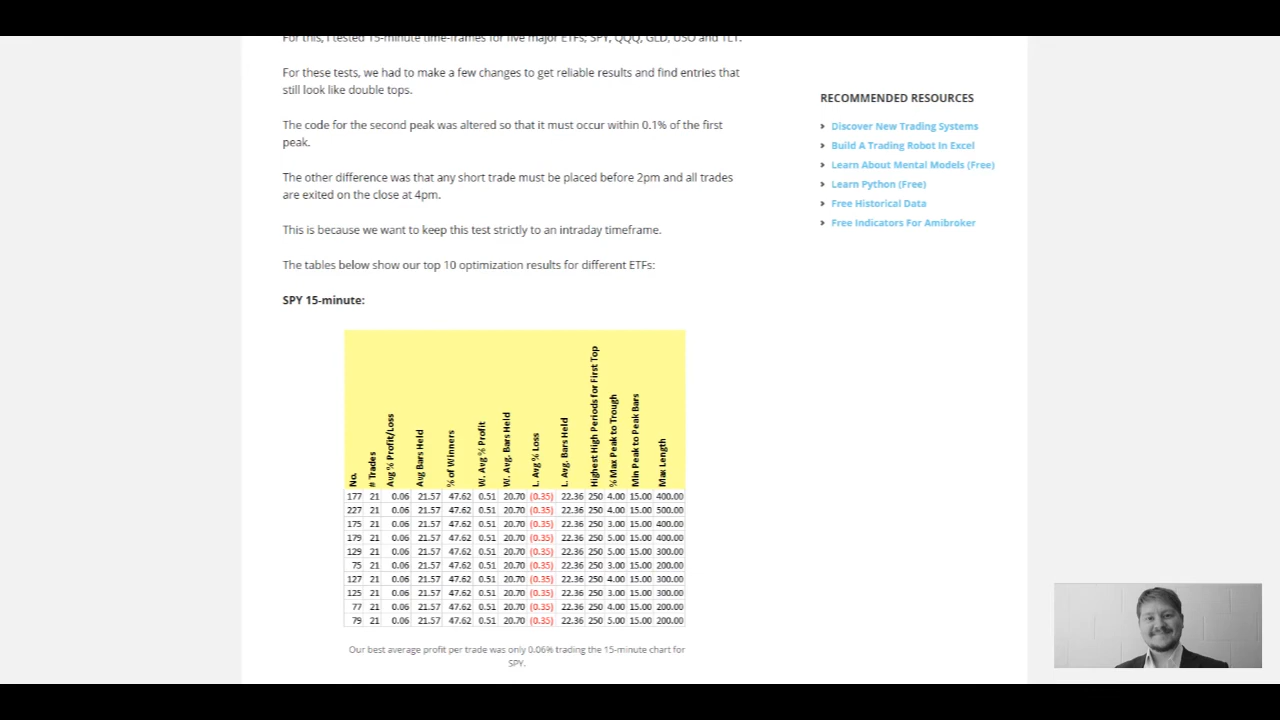 For this, I tested 15-minute time-frames for five major ETFs; SPY, QQQ, GLD, USO and TLT.
For these tests, we had to make a few changes to get reliable results and find entries that
still look like double tops.
The code for the second peak was altered so that it must occur within 0.1% of the first
peak.
The other difference was that any short trade must be placed before 2pm and all trades
are exited on the close at 4pm.
This is because we want to keep this test strictly to an intraday timeframe.
The tables below show our top 10 optimization results for different ETFs:
SPY 15-minute:
No. # Trades Avg % Profit/Loss Avg Bars Held % of Winners W. Avg % Profit W. Avg. Bars Held L. Avg % Loss L. Avg. Bars Held Highest High Periods for First Top % Max Peak to Trough Min Peak to Peak Bars Max Length
177 21 0.06 21.57 47.62 0.51 20.70 (0.35) 22.36 250 4.00 15.00 400.00
227 21 0.06 21.57 47.62 0.51 20.70 (0.35) 22.36 250 4.00 15.00 500.00
175 21 0.06 21.57 47.62 0.51 20.70 (0.35) 22.36 250 3.00 15.00 400.00
179 21 0.06 21.57 47.62 0.51 20.70 (0.35) 22.36 250 5.00 15.00 400.00
129 21 0.06 21.57 47.62 0.51 20.70 (0.35) 22.36 250 5.00 15.00 300.00
75 21 0.06 21.57 47.62 0.51 20.70 (0.35) 22.36 250 3.00 15.00 200.00
127 21 0.06 21.57 47.62 0.51 20.70 (0.35) 22.36 250 4.00 15.00 300.00
125 21 0.06 21.57 47.62 0.51 20.70 (0.35) 22.36 250 3.00 15.00 300.00
77 21 0.06 21.57 47.62 0.51 20.70 (0.35) 22.36 250 4.00 15.00 200.00
79 21 0.06 21.57 47.62 0.51 20.70 (0.35) 22.36 250 5.00 15.00 200.00
Our best average profit per trade was only 0.06% trading the 15-minute chart for
SPY.
RECOMMENDED RESOURCES
Discover New Trading Systems
Build A Trading Robot In Excel
Learn About Mental Models (Free)
Learn Python (Free)
Free Historical Data
Free Indicators For Amibroker